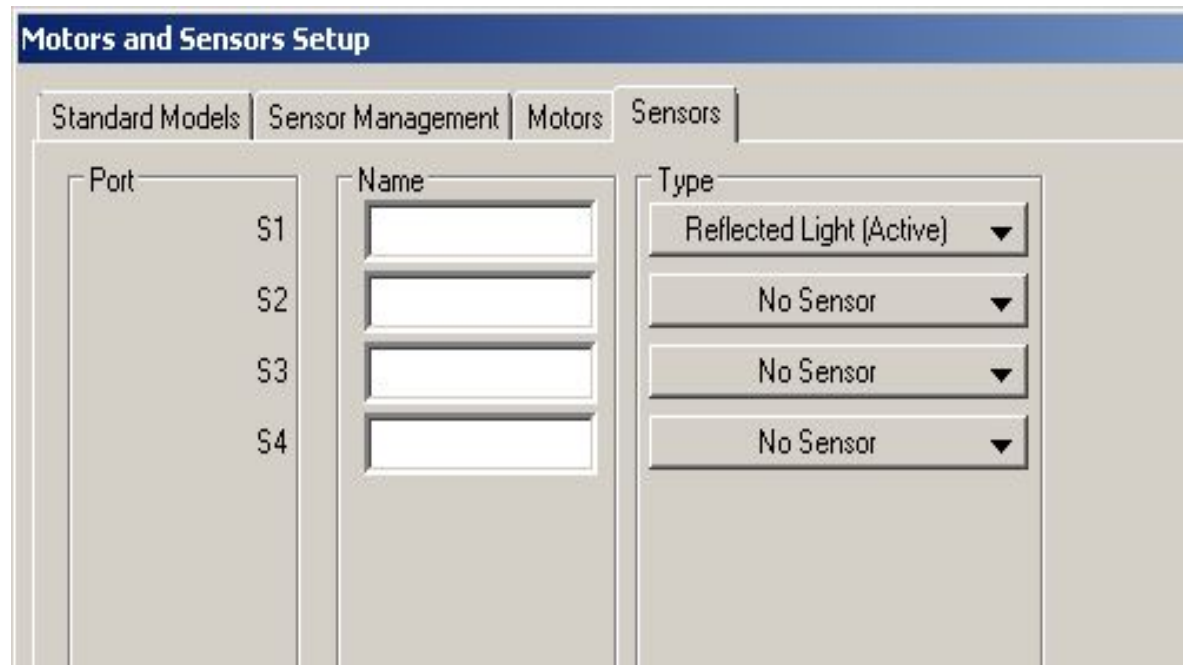 Motors and Sensors Setup
Standard Models Sensor Management Motors Sensors
Port Name Type
S1 Reflected Light (Active)
S2 No Sensor
S3 No Sensor
S4 No Sensor